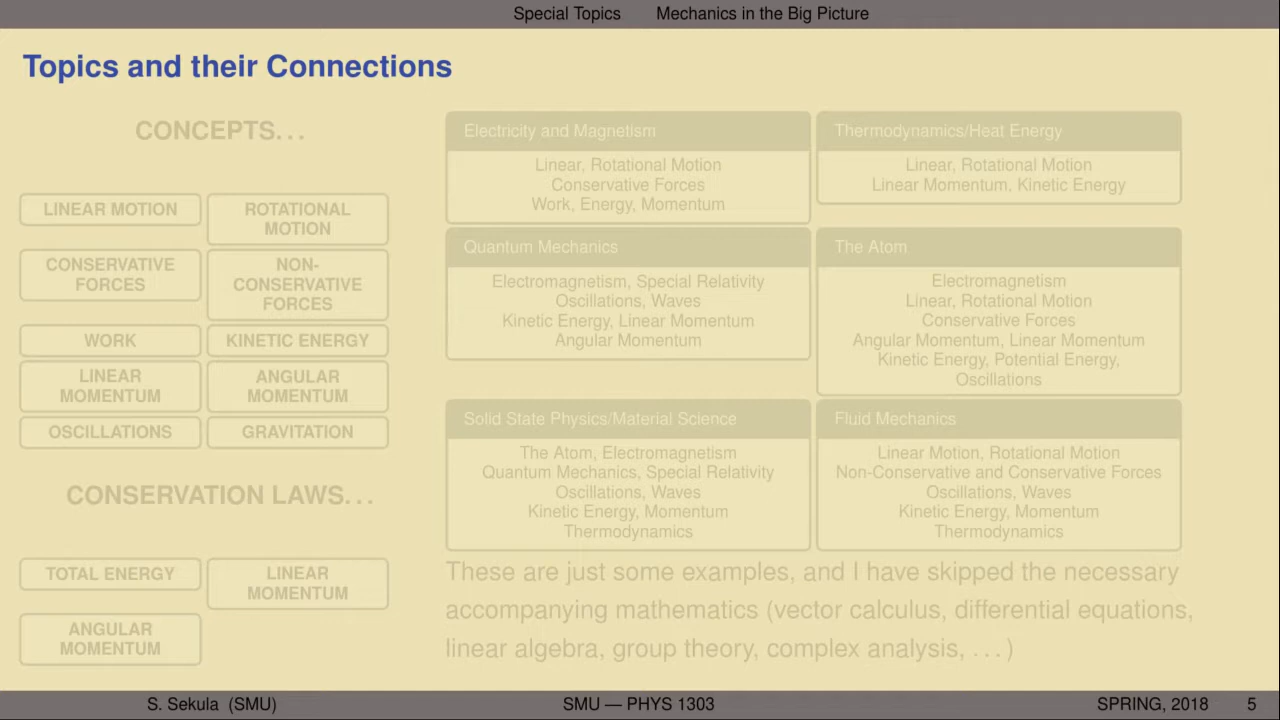 Special Topics Mechanics in the Big Picture
Topics and their Connections
CONCEPTS. . .
LINEAR MOTION
ROTATIONAL
MOTION
CONSERVATIVE
FORCES
NON-
CONSERVATIVE
FORCES
WORK
KINETIC ENERGY
LINEAR
MOMENTUM
ANGULAR
MOMENTUM
OSCILLATIONS
GRAVITATION
CONSERVATION LAWS. . .
TOTAL ENERGY
LINEAR
MOMENTUM
ANGULAR
MOMENTUM
Electricity and Magnetism
Linear, Rotational Motion
Conservative Forces
Work, Energy, Momentum
Thermodynamics/Heat Energy
Linear, Rotational Motion
Linear Momentum, Kinetic Energy
Quantum Mechanics
Electromagnetism, Special Relativity
Oscillations, Waves
Kinetic Energy, Linear Momentum
Angular Momentum
The Atom
Electromagnetism
Linear, Rotational Motion
Conservative Forces
Angular Momentum, Linear Momentum
Kinetic Energy, Potential Energy,
Oscillations
Solid State Physics/Material Science
The Atom, Electromagnetism
Quantum Mechanics, Special Relativity
Oscillations, Waves
Kinetic Energy, Momentum
Thermodynamics
Fluid Mechanics
Linear Motion, Rotational Motion
Non-Conservative and Conservative Forces
Oscillations, Waves
Kinetic Energy, Momentum
Thermodynamics
These are just some examples, and I have skipped the necessary
accompanying mathematics (vector calculus, differential equations,
linear algebra, group theory, complex analysis, . . . )
S. Sekula (SMU) SMU — PHYS 1303 SPRING, 2018 5